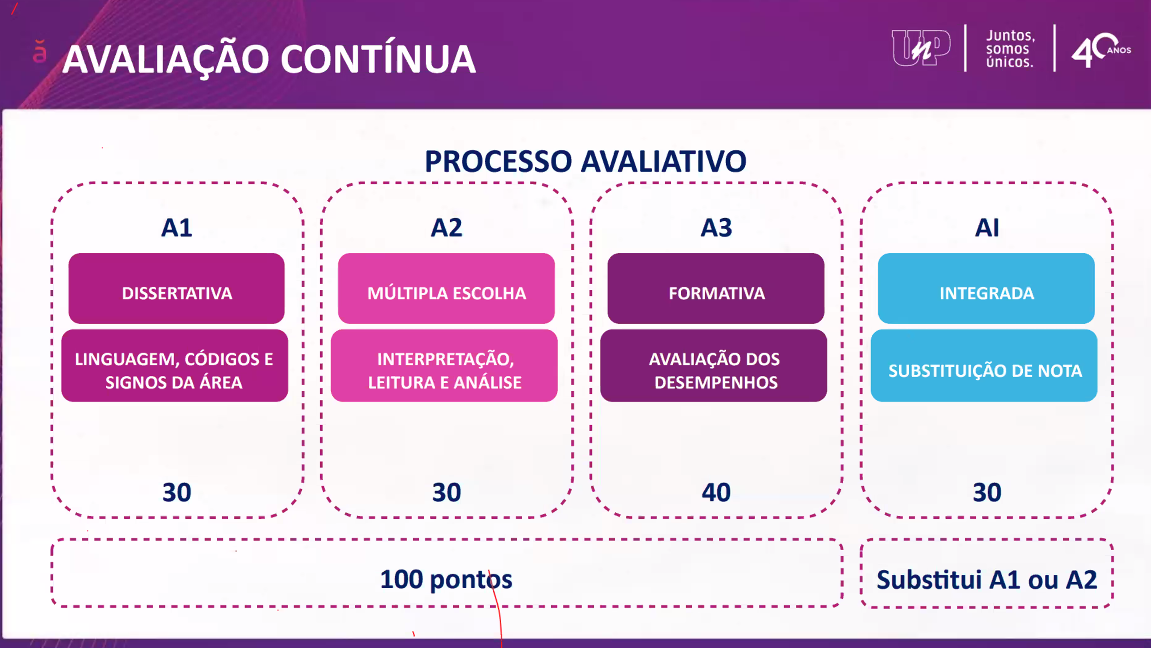 ă AVALIAÇÃO CONTÍNUA
UnP
Juntos,
somos
únicos.
40 ANOS
PROCESSO AVALIATIVO
A1
DISSERTATIVA
LINGUAGEM, CÓDIGOS E
SIGNOS DA ÁREA
30
A2
MÚLTIPLA ESCOLHA
INTERPRETAÇÃO,
LEITURA E ANÁLISE
30
A3
FORMATIVA
AVALIAÇÃO DOS
DESEMPENHOS
40
AI
INTEGRADA
SUBSTITUIÇÃO DE NOTA
30
100 pontos
Substitui A1 ou A2